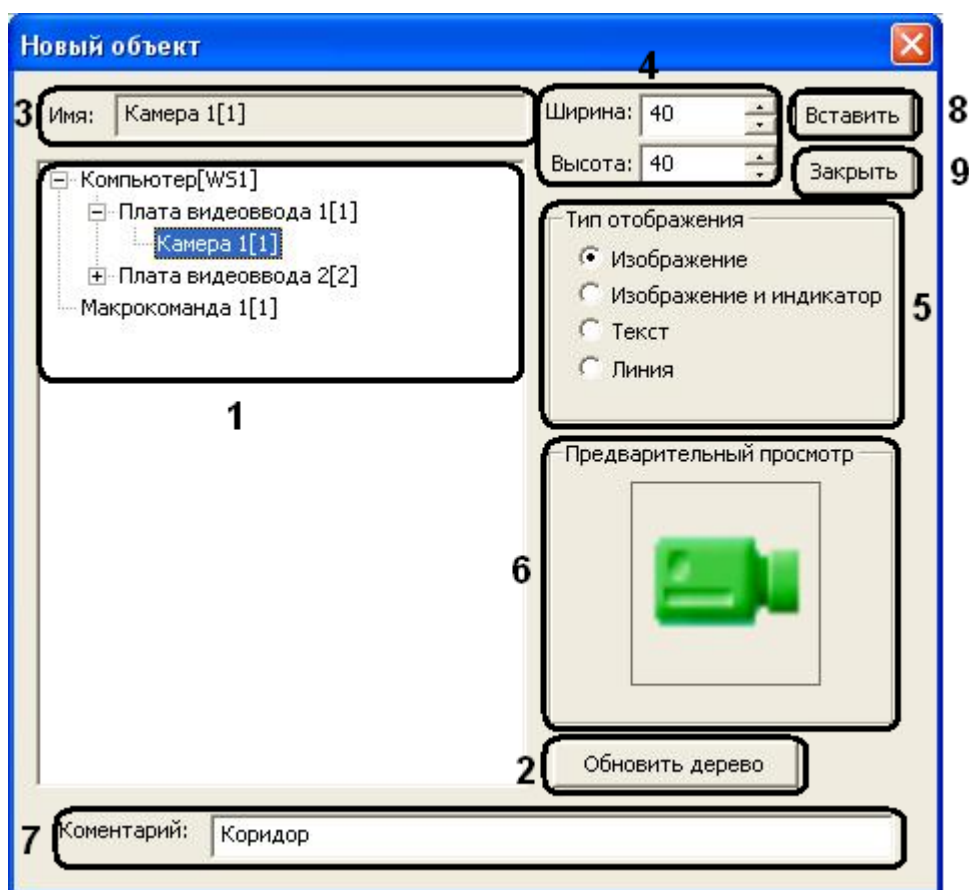 Новый объект
4
3 Имя: Камера 1[1] Ширина: 40 Вставить 8
Высота: 40 Закрыть 9
Компьютер[WS1]
Плата видеоввода 1[1]
Камера 1[1]
Плата видеоввода 2[2]
Макрокоманда 1[1]
1
Тип отображения
Изображение
Изображение и индикатор
5
Текст
Линия
Предварительный просмотр
6
2 Обновить дерево
7 Коментарий: Коридор